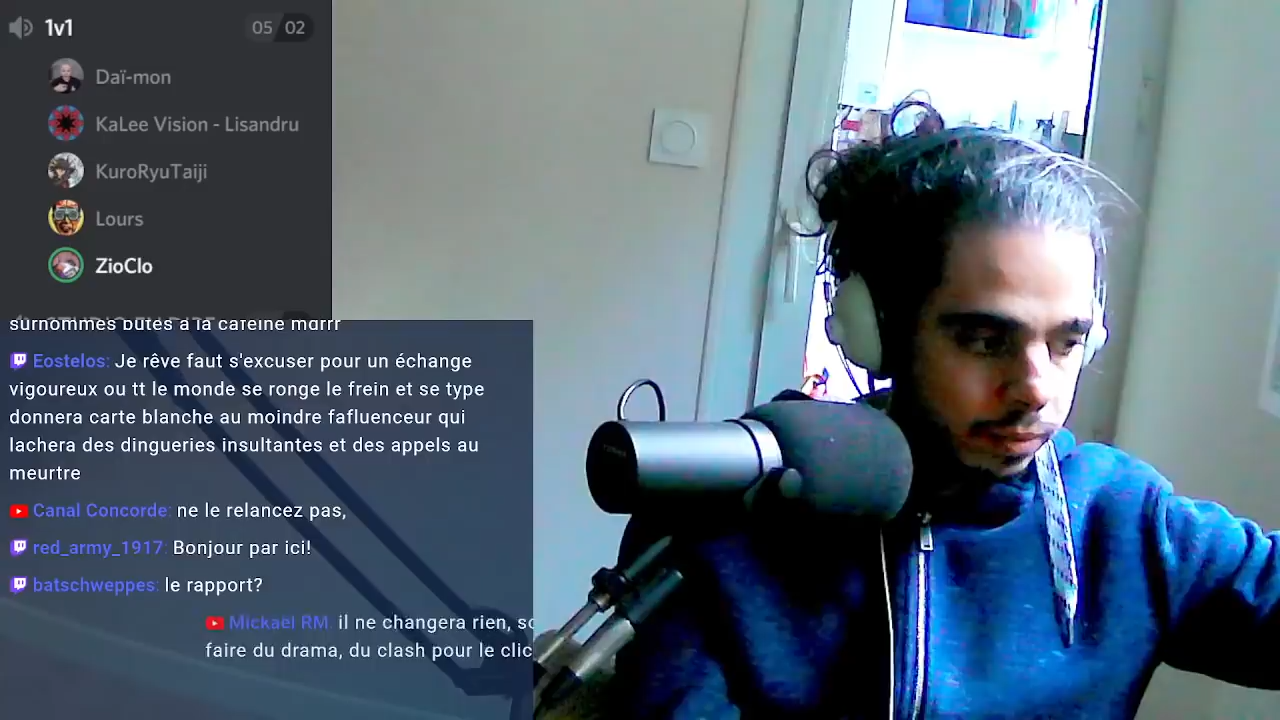 1v1
05 02
Daï-mon
KaLee Vision - Lisandru
KuroRyuTaiji
Lours
ZioClo
surnommés butés à la caféine mdrrr
Eostelos: Je rêve faut s'excuser pour un échange
vigoureux ou tt le monde se ronge le frein et se type
donnera carte blanche au moindre fafluenceur qui
lachera des dingueries insultantes et des appels au
meurtre
Canal Concorde: ne le relancez pas,
red_army_1917: Bonjour par ici!
batschweppes: le rapport?
Mickaël RM: il ne changera rien,
faire du drama, du clash pour le clic